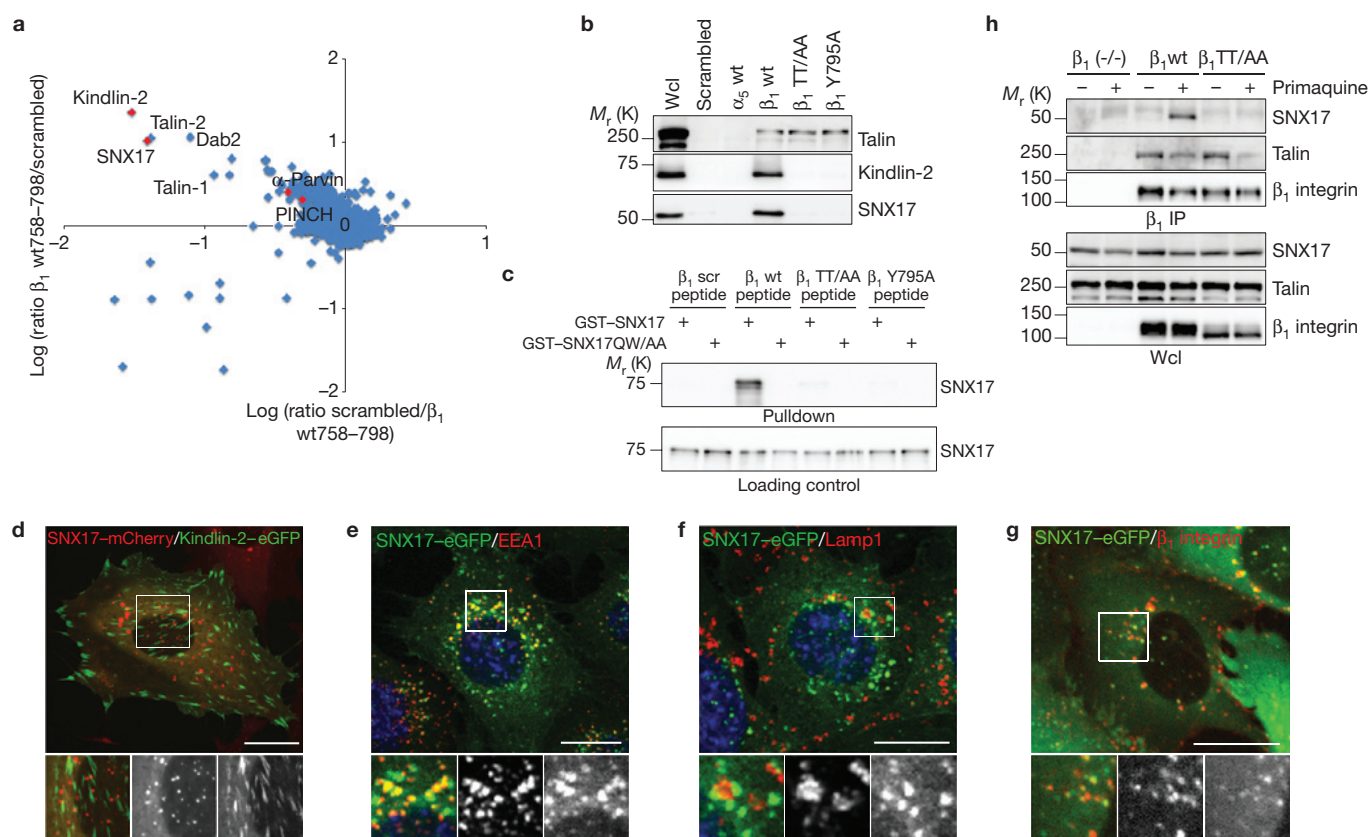 a
Log (ratio β1 wt758–798/scrambled)
2
1
0
−1
−2
−2
−1
1
Kindlin-2
Talin-2
Dab2
SNX17
Talin-1
α-Parvin
PINCH
Log (ratio scrambled/β1
wt758–798)
b
Wcl
Scrambled
α5 wt
β1 wt
β1 TT/AA
β1 Y795A
Mr (K)
250
Talin
75
Kindlin-2
50
SNX17
c
β1 scr peptide
β1 wt peptide
β1 TT/AA peptide
β1 Y795A peptide
GST–SNX17 + + + +
GST–SNX17QW/AA + + + +
Mr (K)
75
SNX17
Pulldown
75
SNX17
Loading control
h
β1 (-/-) β1wt β1TT/AA
− + − + − + Primaquine
Mr (K)
50
SNX17
250
Talin
150
100
β1 integrin
β1 IP
50
SNX17
250
Talin
150
100
β1 integrin
Wcl
d
SNX17–mCherry/Kindlin-2–eGFP
e
SNX17–eGFP/EEA1
f
SNX17–eGFP/Lamp1
g
SNX17–eGFP/β1 integrin